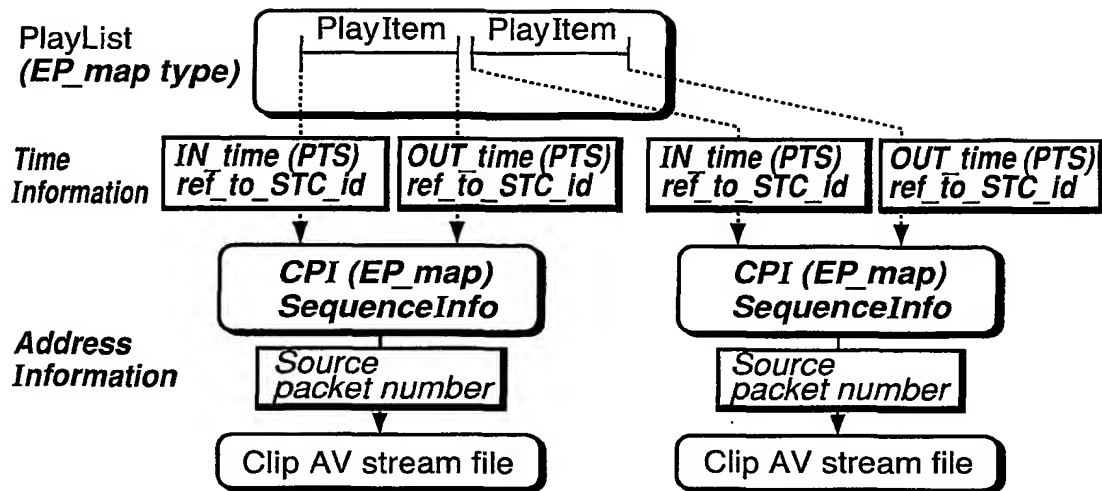 PlayItem PlayItem
PlayList
(EP_map type)
Time
Information
IN_time (PTS)
ref_to_STC_id
OUT_time (PTS)
ref_to_STC_id
IN_time (PTS)
ref_to_STC_id
OUT_time (PTS)
ref_to_STC_id
CPI (EP_map)
SequenceInfo
CPI (EP_map)
SequenceInfo
Address
Information
Source
packet number
Source
packet number
Clip AV stream file
Clip AV stream file